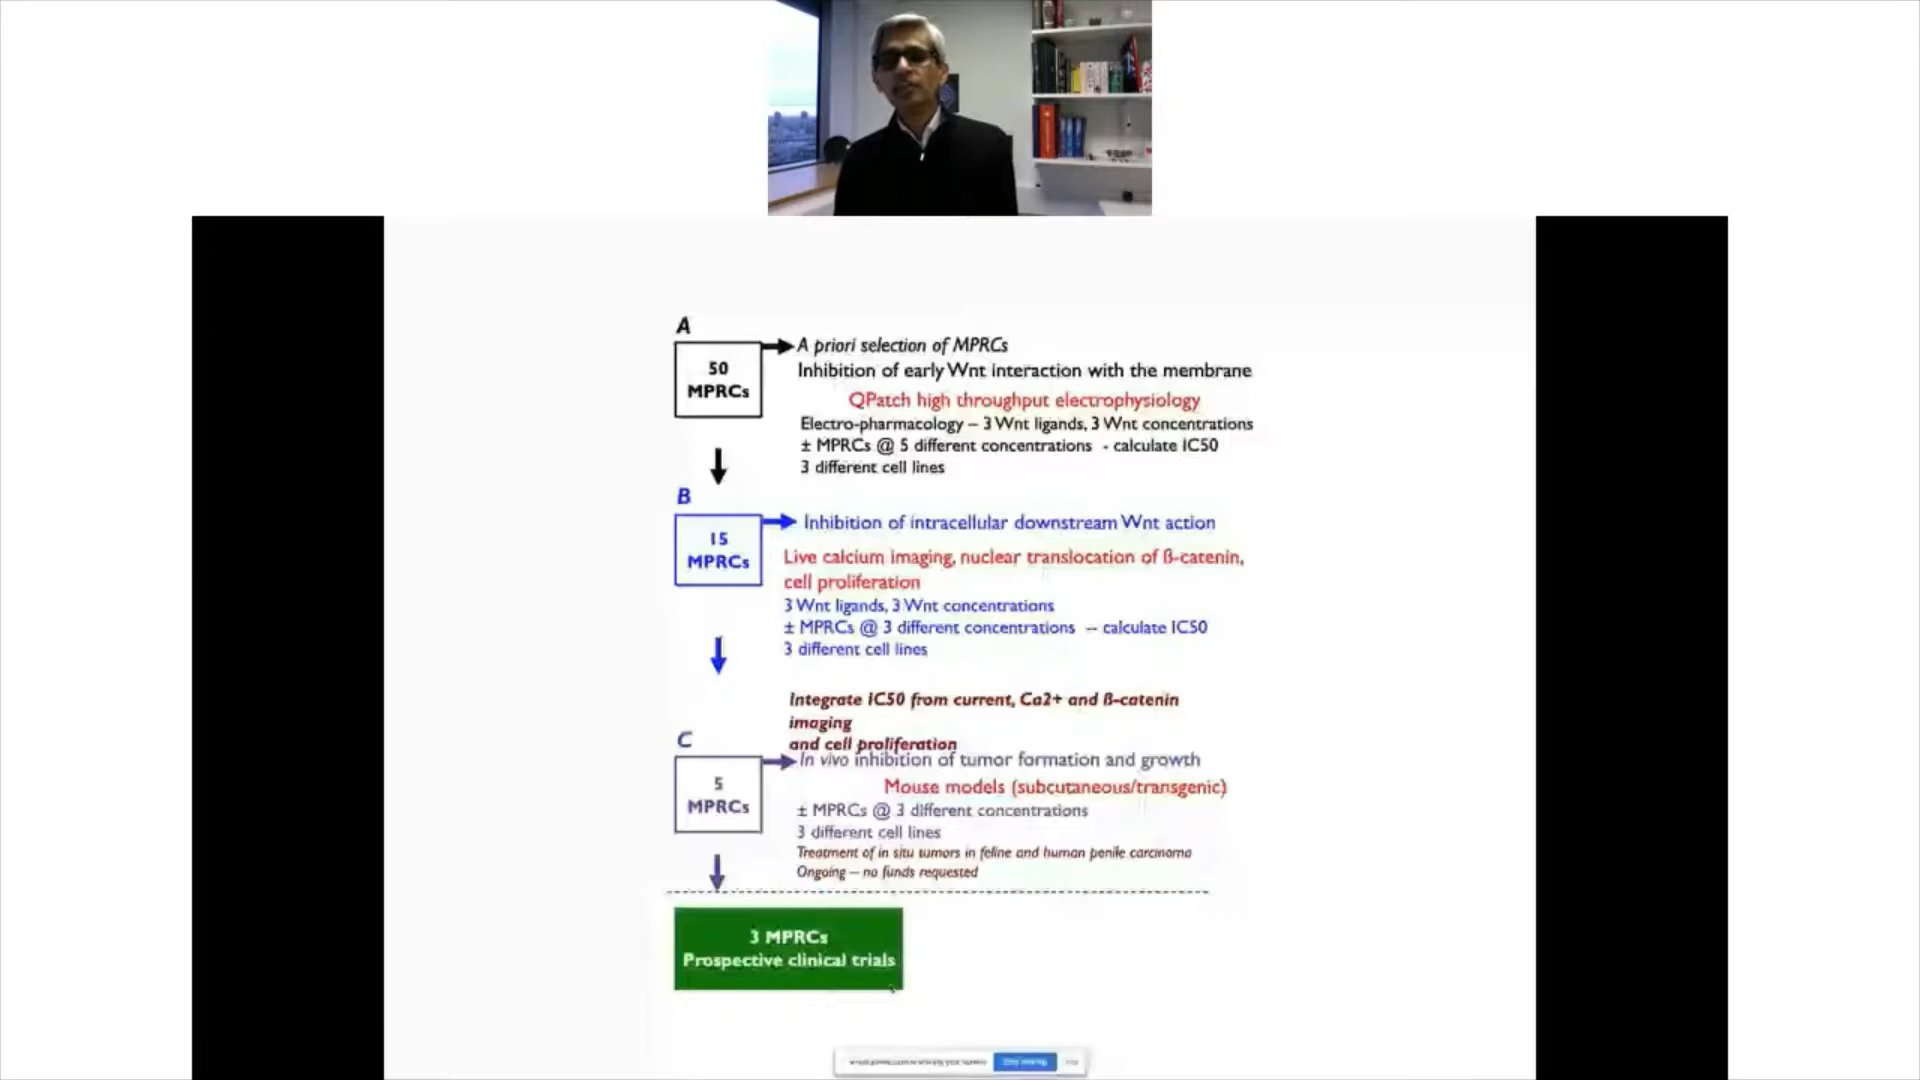 A
50
MPRCs
A priori selection of MPRCs
Inhibition of early Wnt interaction with the membrane
QPatch high throughput electrophysiology
Electro-pharmacology – 3 Wnt ligands, 3 Wnt concentrations
± MPRCs @ 5 different concentrations - calculate IC50
3 different cell lines
B
15
MPRCs
Inhibition of intracellular downstream Wnt action
Live calcium imaging, nuclear translocation of ß-catenin,
cell proliferation
3 Wnt ligands, 3 Wnt concentrations
± MPRCs @ 3 different concentrations – calculate IC50
3 different cell lines
Integrate IC50 from current, Ca2+ and ß-catenin
imaging
and cell proliferation
C
5
MPRCs
In vivo inhibition of tumor formation and growth
Mouse models (subcutaneous/transgenic)
± MPRCs @ 3 different concentrations
3 different cell lines
Treatment of in situ tumors in feline and human penile carcinoma
Ongoing – no funds requested
3 MPRCs
Prospective clinical trials